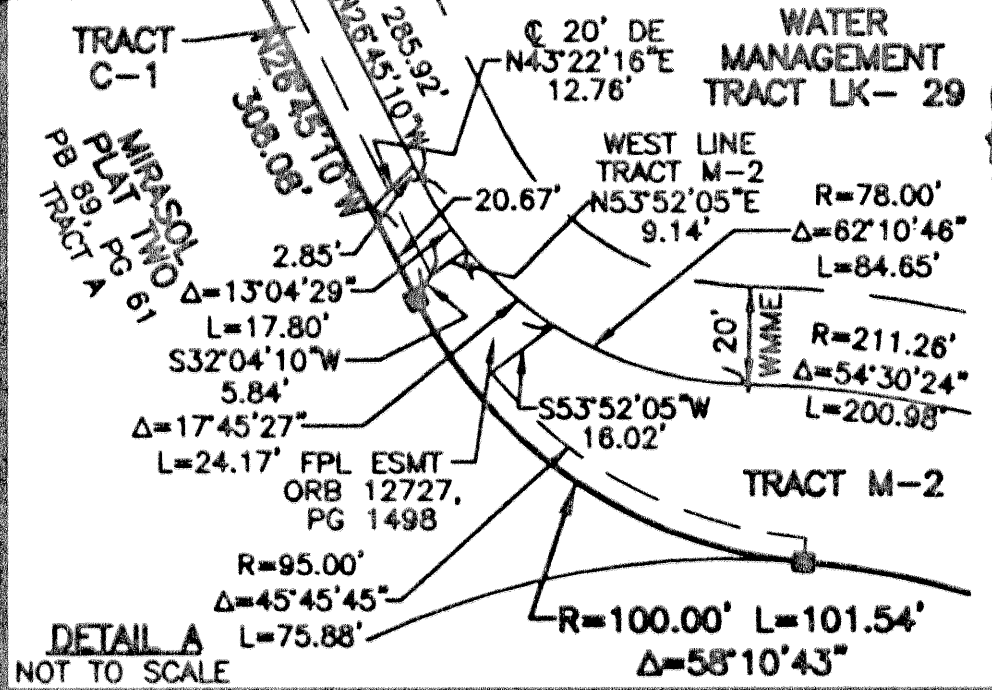 TRACT
C-1
N26°45'10"W
308.08'
285.92'
N26°45'10"W
℄ 20' DE
N43°22'16"E
12.76'
WATER
MANAGEMENT
TRACT LK- 29
MIRASOL
PLAT TWO
PB 89, PG 61
TRACT A
WEST LINE
TRACT M-2
N53°52'05"E
9.14'
20.67'
2.85'
R=78.00'
Δ=62°10'46"
L=84.65'
Δ=13°04'29"
L=17.80'
S32°04'10"W
5.84'
20'
WMME
R=211.26'
Δ=54°30'24"
L=200.98'
Δ=17°45'27"
L=24.17'
S53°52'05"W
16.02'
FPL ESMT
ORB 12727,
PG 1498
TRACT M-2
R=95.00'
Δ=45°45'45"
L=75.88'
R=100.00' L=101.54'
Δ=58°10'43"
DETAIL A
NOT TO SCALE